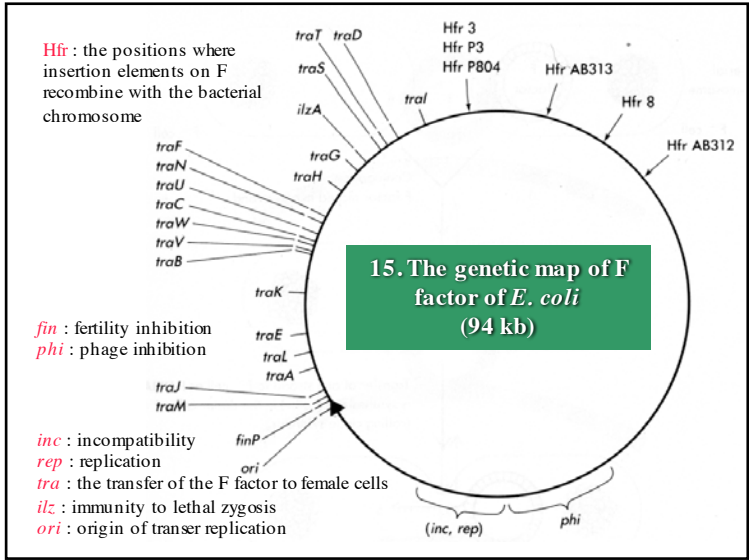 Hfr : the positions where
insertion elements on F
recombine with the bacterial
chromosome
traT
traD
traS
ilzA
traI
traG
traH
Hfr 3
Hfr P3
Hfr P804
Hfr AB313
Hfr 8
Hfr AB312
traF
traN
traU
traC
traW
traV
traB
traK
traE
traL
traA
traJ
traM
finP
ori
15. The genetic map of F
factor of E. coli
(94 kb)
fin : fertility inhibition
phi : phage inhibition
inc : incompatibility
rep : replication
tra : the transfer of the F factor to female cells
ilz : immunity to lethal zygosis
ori : origin of transer replication
(inc, rep)
phi